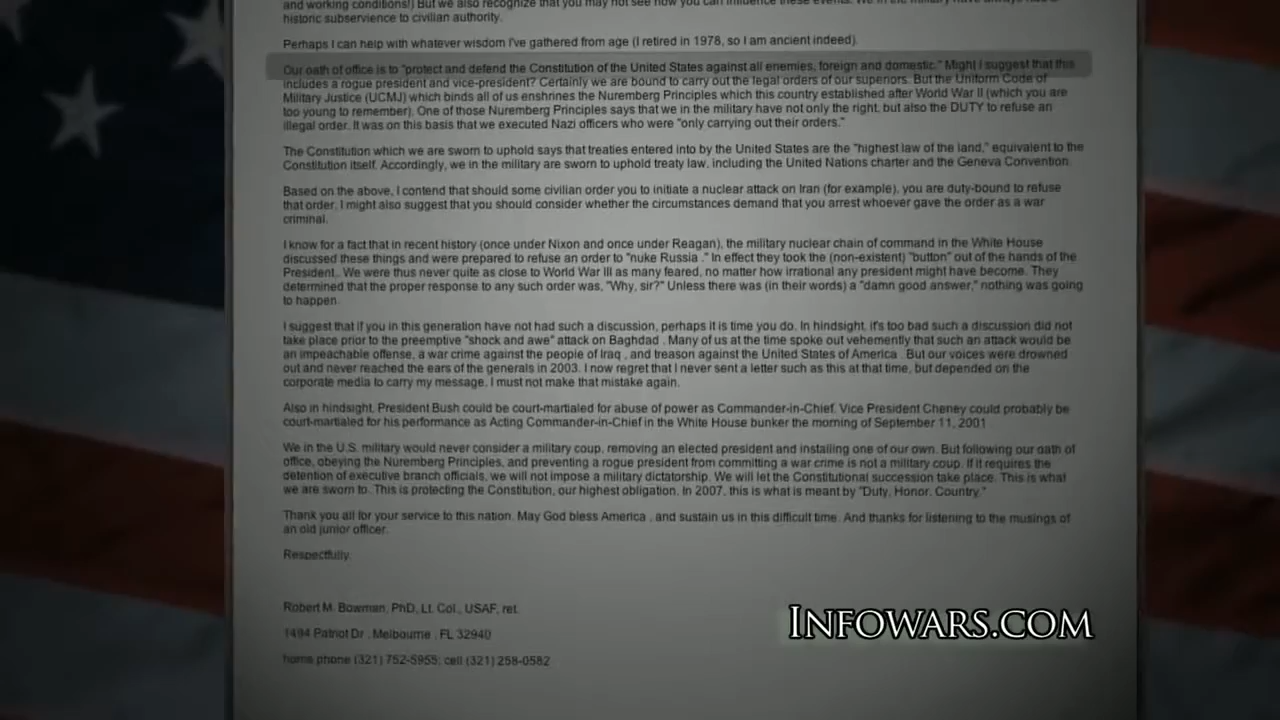 and working conditions!) But we also recognize that you may not see how you can influence these events. We in the military have always had a
historic subservience to civilian authority.
Perhaps I can help with whatever wisdom I've gathered from age (I retired in 1978, so I am ancient indeed).
Our oath of office is to "protect and defend the Constitution of the United States against all enemies, foreign and domestic." Might I suggest that this
includes a rogue president and vice-president? Certainly we are bound to carry out the legal orders of our superiors. But the Uniform Code of
Military Justice (UCMJ) which binds all of us enshrines the Nuremberg Principles which this country established after World War II (which you are
too young to remember). One of those Nuremberg Principles says that we in the military have not only the right, but also the DUTY to refuse an
illegal order. It was on this basis that we executed Nazi officers who were "only carrying out their orders."
The Constitution which we are sworn to uphold says that treaties entered into by the United States are the "highest law of the land," equivalent to the
Constitution itself. Accordingly, we in the military are sworn to uphold treaty law, including the United Nations charter and the Geneva Convention.
Based on the above, I contend that should some civilian order you to initiate a nuclear attack on Iran (for example), you are duty-bound to refuse
that order. I might also suggest that you should consider whether the circumstances demand that you arrest whoever gave the order as a war
criminal.
I know for a fact that in recent history (once under Nixon and once under Reagan), the military nuclear chain of command in the White House
discussed these things and were prepared to refuse an order to "nuke Russia ." In effect they took the (non-existent) "button" out of the hands of the
President. We were thus never quite as close to World War III as many feared, no matter how irrational any president might have become. They
determined that the proper response to any such order was, "Why, sir?" Unless there was (in their words) a "damn good answer," nothing was going
to happen.
I suggest that if you in this generation have not had such a discussion, perhaps it is time you do. In hindsight, it's too bad such a discussion did not
take place prior to the preemptive "shock and awe" attack on Baghdad . Many of us at the time spoke out vehemently that such an attack would be
an impeachable offense, a war crime against the people of Iraq , and treason against the United States of America . But our voices were drowned
out and never reached the ears of the generals in 2003. I now regret that I never sent a letter such as this at that time, but depended on the
corporate media to carry my message. I must not make that mistake again.
Also in hindsight, President Bush could be court-martialed for abuse of power as Commander-in-Chief. Vice President Cheney could probably be
court-martialed for his performance as Acting Commander-in-Chief in the White House bunker the morning of September 11, 2001
We in the U.S. military would never consider a military coup, removing an elected president and installing one of our own. But following our oath of
office, obeying the Nuremberg Principles, and preventing a rogue president from committing a war crime is not a military coup. If it requires the
detention of executive branch officials, we will not impose a military dictatorship. We will let the Constitutional succession take place. This is what
we are sworn to. This is protecting the Constitution, our highest obligation. In 2007, this is what is meant by "Duty, Honor, Country."
Thank you all for your service to this nation. May God bless America , and sustain us in this difficult time. And thanks for listening to the musings of
an old junior officer.
Respectfully
Robert M. Bowman, PhD, Lt. Col., USAF, ret.
1494 Patriot Dr , Melbourne , FL 32940
home phone (321) 752-5955; cell (321) 258-0582
INFOWARS.COM